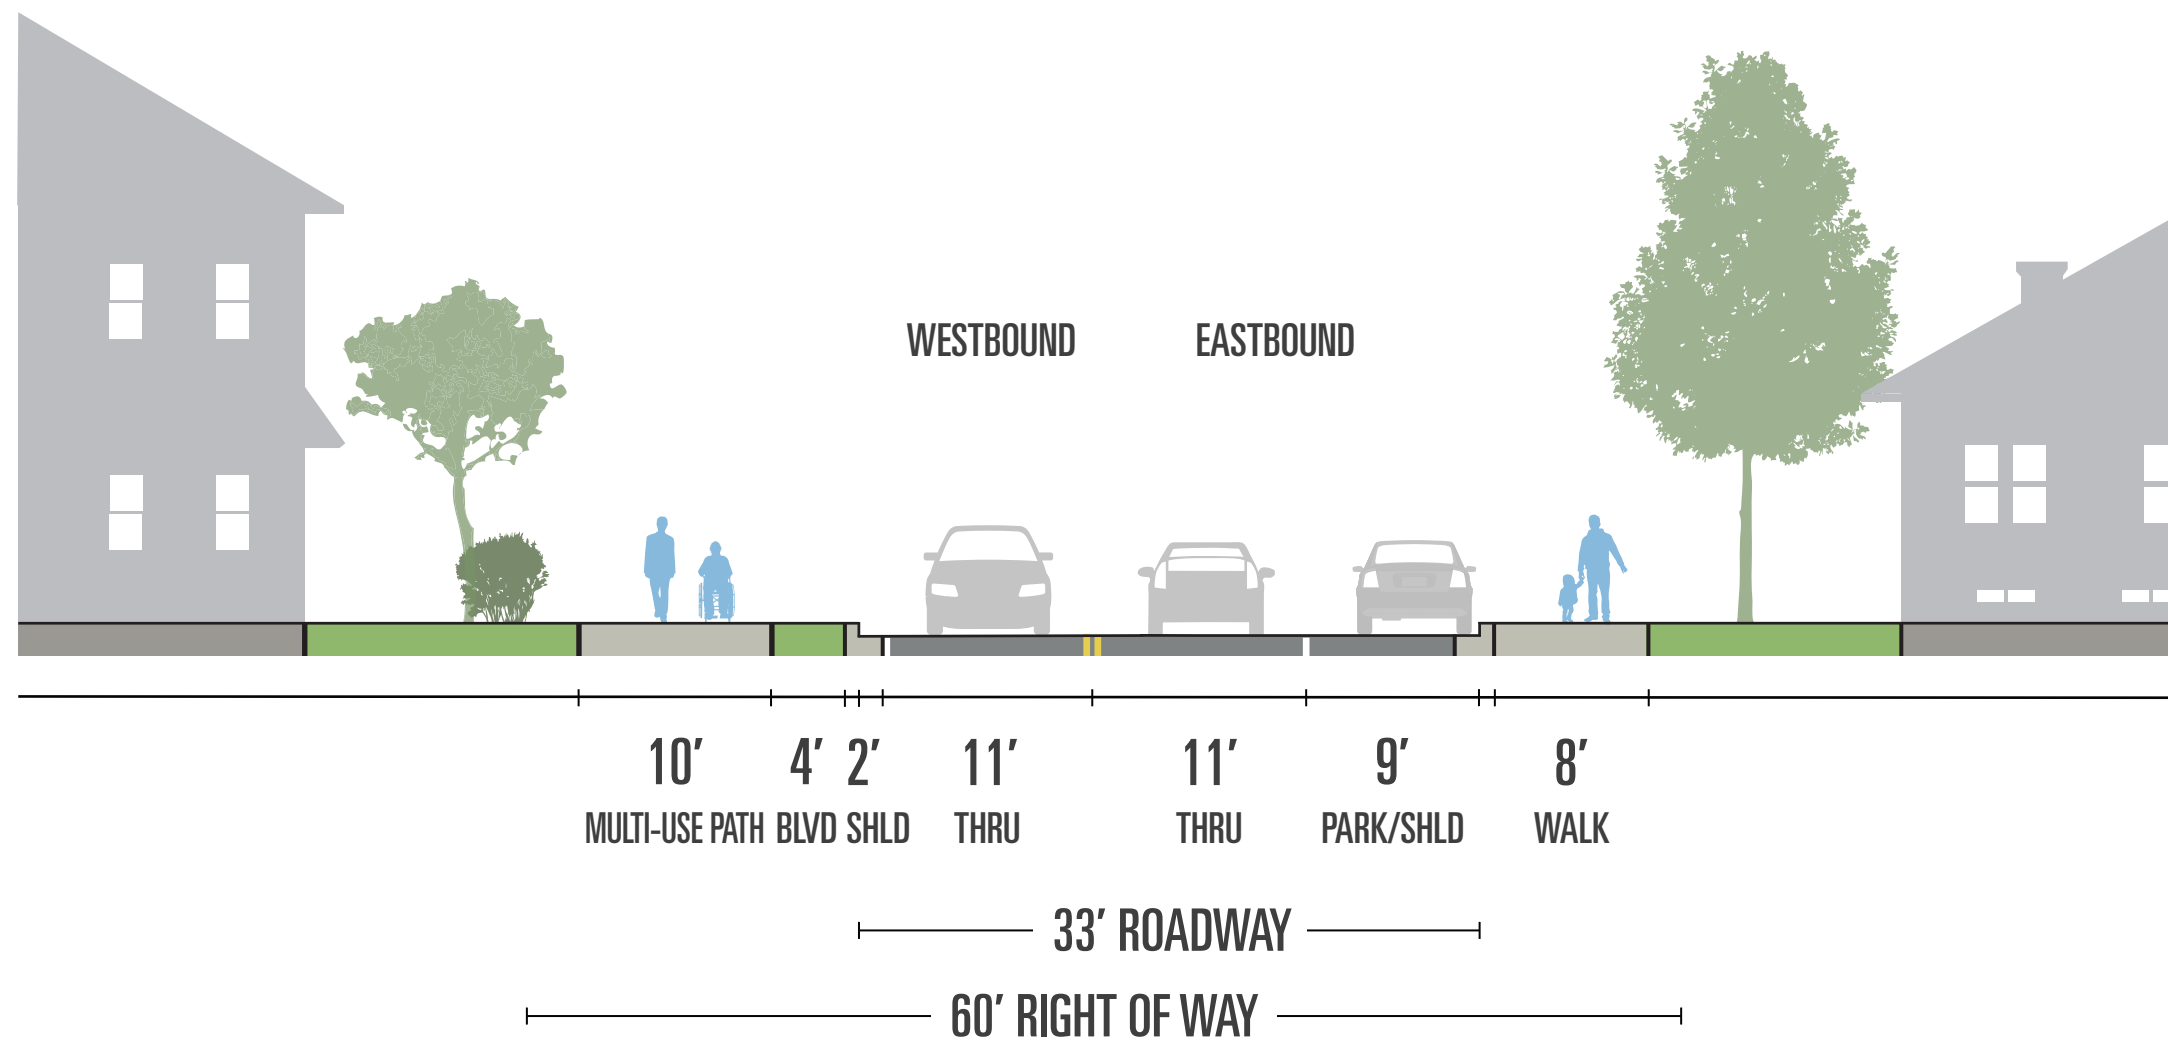 WESTBOUND EASTBOUND
10′ 4′ 2′ 11′ 11′ 9′ 8′
MULTI-USE PATH BLVD SHLD THRU THRU PARK/SHLD WALK
33′ ROADWAY
60′ RIGHT OF WAY